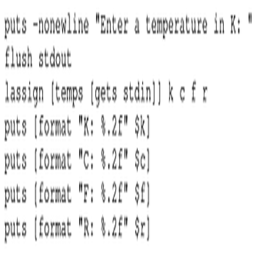 puts -nonewline "Enter a temperature in K: "
flush stdout
lassign [temps [gets stdin]] k c f r
puts [format "K: %.2f" $k]
puts [format "C: %.2f" $c]
puts [format "F: %.2f" $f]
puts [format "R: %.2f" $r]